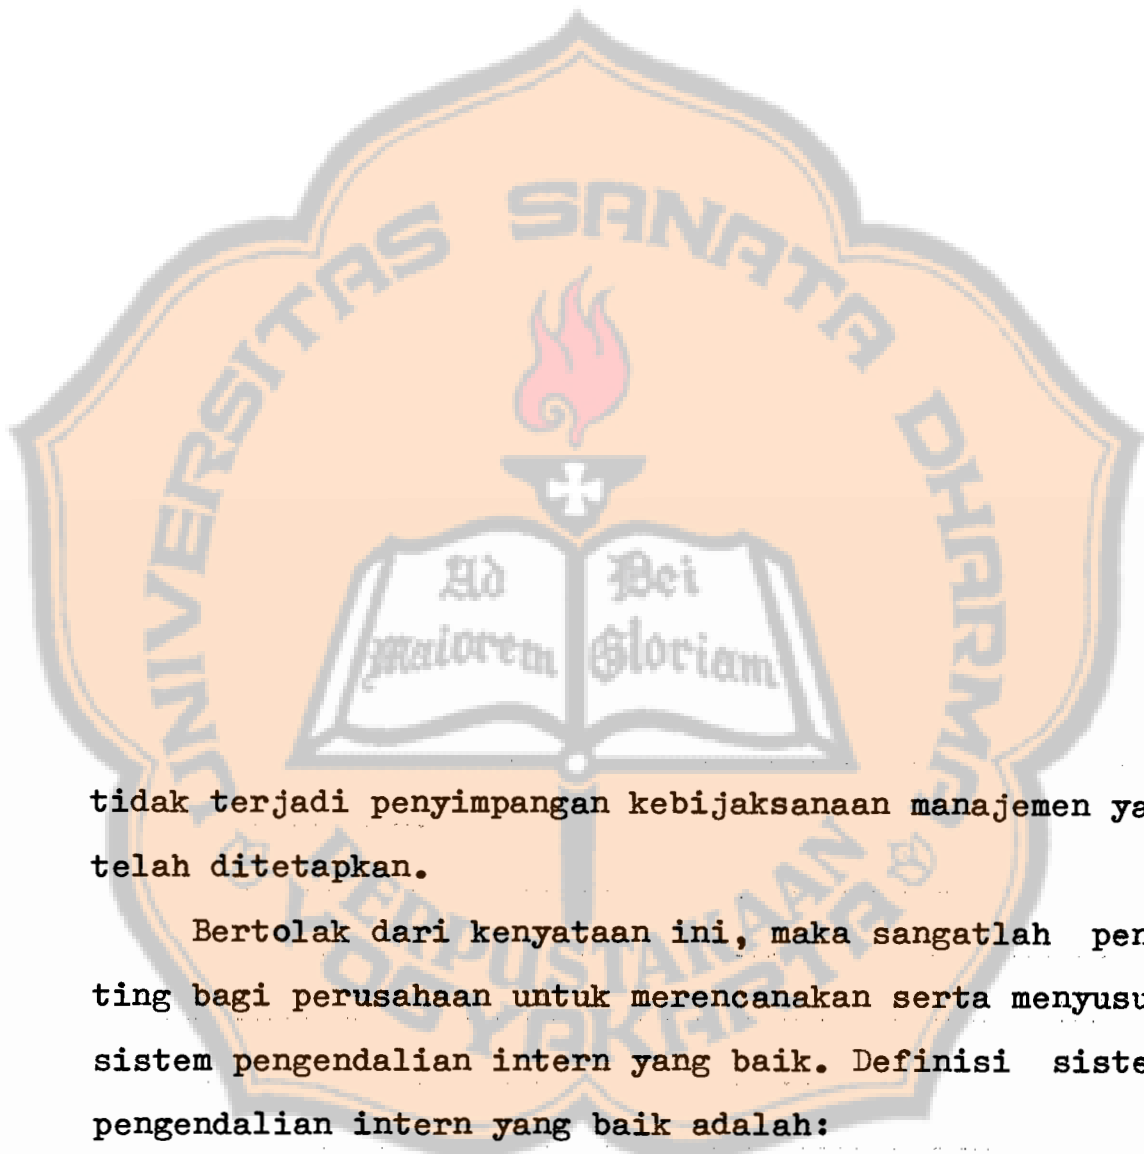 UNIVERSITAS SANATA DHARMA
Ad Dei
Maiorem Gloriam
tidak terjadi penyimpangan kebijaksanaan manajemen ya
telah ditetapkan.
Bertolak dari kenyataan ini, maka sangatlah pen
ting bagi perusahaan untuk merencanakan serta menyusu
sistem pengendalian intern yang baik. Definisi siste
pengendalian intern yang baik adalah:
PERPUSTAKAAN
YOGYAKARTA